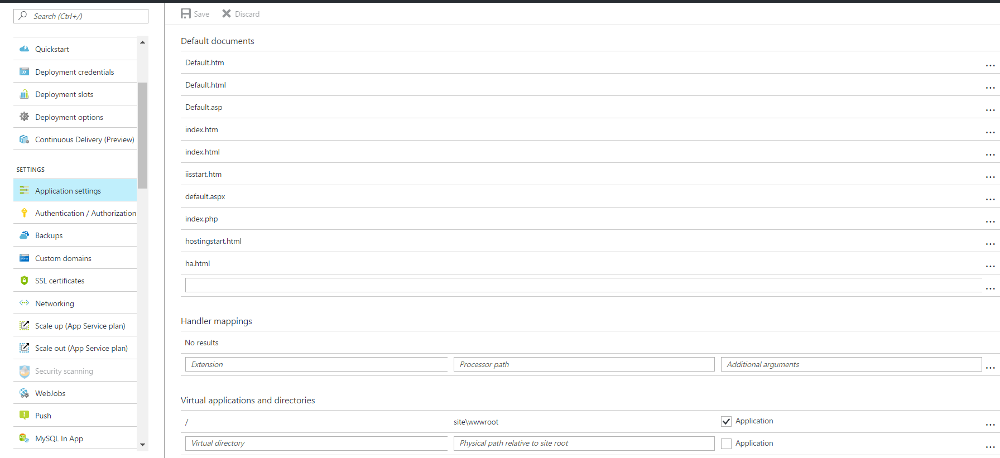 Search (Ctrl+/)
Quickstart
Deployment credentials
Deployment slots
Deployment options
Continuous Delivery (Preview)
SETTINGS
Application settings
Authentication / Authorization
Backups
Custom domains
SSL certificates
Networking
Scale up (App Service plan)
Scale out (App Service plan)
Security scanning
WebJobs
Push
MySQL In App
Save Discard
Default documents
Default.htm ...
Default.html ...
Default.asp ...
index.htm ...
index.html ...
iisstart.htm ...
default.aspx ...
index.php ...
hostingstart.html ...
ha.html ...
...
Handler mappings
No results
Extension Processor path Additional arguments ...
Virtual applications and directories
/ site\wwwroot Application ...
Virtual directory Physical path relative to site root Application ...